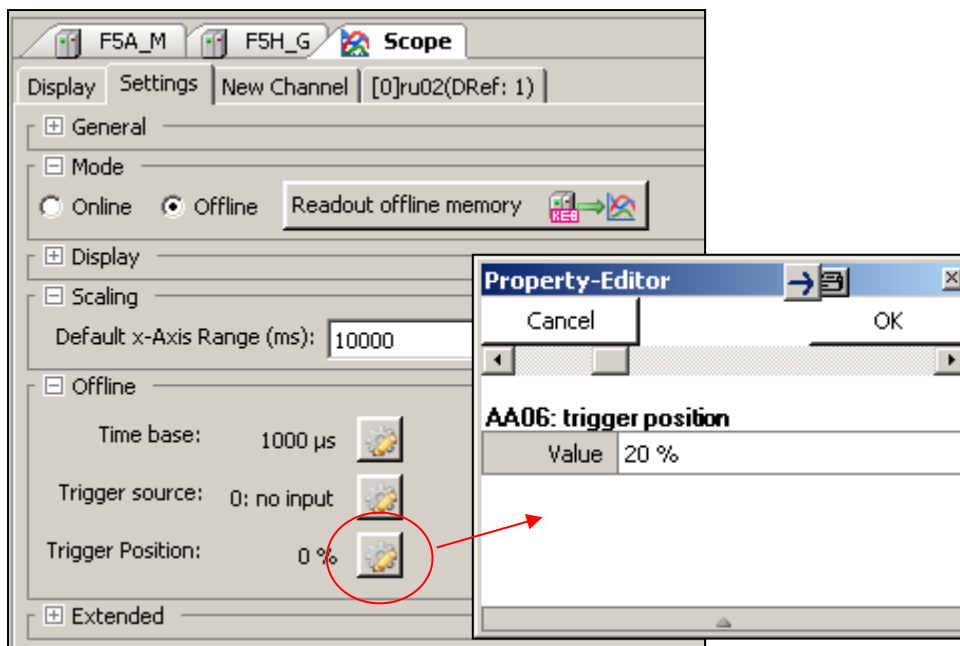 F5A_M F5H_G Scope
Display Settings New Channel [0]ru02(DRef: 1)
General
Mode
Online Offline Readout offline memory KEB
Display
Scaling
Default x-Axis Range (ms): 10000
Offline
Time base: 1000 µs
Trigger source: 0: no input
Trigger Position: 0 %
Extended
Property-Editor
Cancel OK
AA06: trigger position
Value 20 %